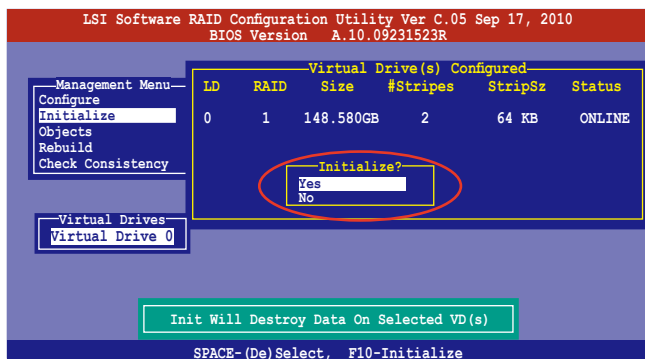 LSI Software RAID Configuration Utility Ver C.05 Sep 17, 2010
BIOS Version   A.10.09231523R
Virtual Drive(s) Configured
LD RAID Size #Stripes StripSz Status
0 1 148.580GB 2 64 KB ONLINE
Management Menu
Configure
Initialize
Objects
Rebuild
Check Consistency
Initialize?
Yes
No
Virtual Drives
Virtual Drive 0
Init Will Destroy Data On Selected VD(s)
SPACE-(De)Select, F10-Initialize